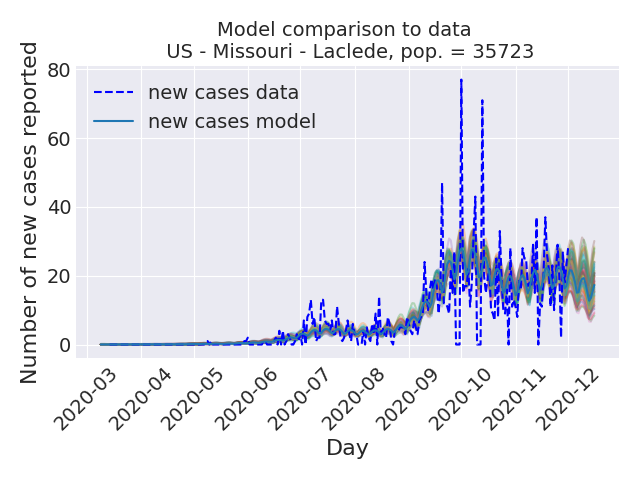 Model comparison to data
US - Missouri - Laclede, pop. = 35723
Number of new cases reported
80
60
40
20
0
new cases data
new cases model
2020-03
2020-04
2020-05
2020-06
2020-07
2020-08
2020-09
2020-10
2020-11
2020-12
Day